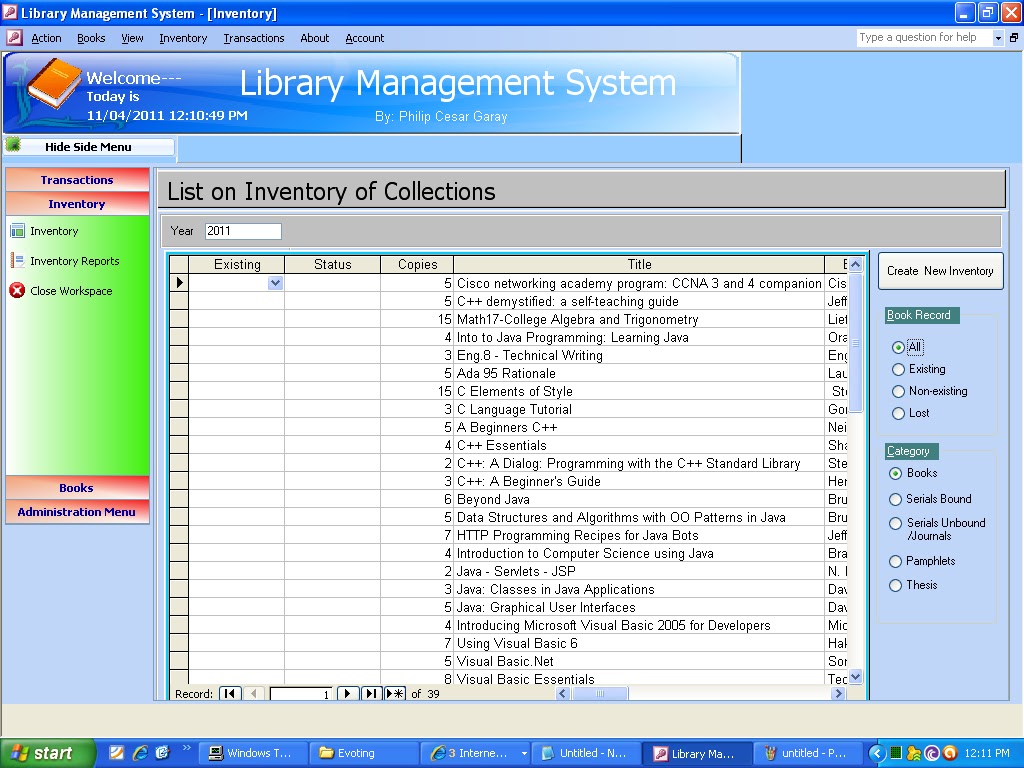 Library Management System - [Inventory]
Action Books View Inventory Transactions About Account Type a question for help
Welcome---
Today is
11/04/2011 12:10:49 PM
Library Management System
By: Philip Cesar Garay
Hide Side Menu
Transactions
Inventory
Inventory
Inventory Reports
Close Workspace
Books
Administration Menu
List on Inventory of Collections
Year 2011
Existing Status Copies Title E
5 Cisco networking academy program: CCNA 3 and 4 companion Cis
5 C++ demystified: a self-teaching guide Jeff
15 Math17-College Algebra and Trigonometry Liet
4 Into to Java Programming: Learning Java Ora
3 Eng.8 - Technical Writing Eng
5 Ada 95 Rationale Lau
15 C Elements of Style Ste
3 C Language Tutorial Gor
5 A Beginners C++ Nei
4 C++ Essentials Sha
2 C++: A Dialog: Programming with the C++ Standard Library Ste
3 C++: A Beginner's Guide Her
6 Beyond Java Bru
5 Data Structures and Algorithms with OO Patterns in Java Bru
7 HTTP Programming Recipes for Java Bots Jeff
4 Introduction to Computer Science using Java Bra
2 Java - Servlets - JSP N.
3 Java: Classes in Java Applications Dav
5 Java: Graphical User Interfaces Dav
4 Introducing Microsoft Visual Basic 2005 for Developers Mic
7 Using Visual Basic 6 Hal
5 Visual Basic.Net Sor
8 Visual Basic Essentials Tec
Record: 1 of 39
Create New Inventory
Book Record
All
Existing
Non-existing
Lost
Category
Books
Serials Bound
Serials Unbound
/Journals
Pamphlets
Thesis
start Windows T... Evoting 3 Interne... Untitled - N... Library Ma... untitled - P... 12:11 PM